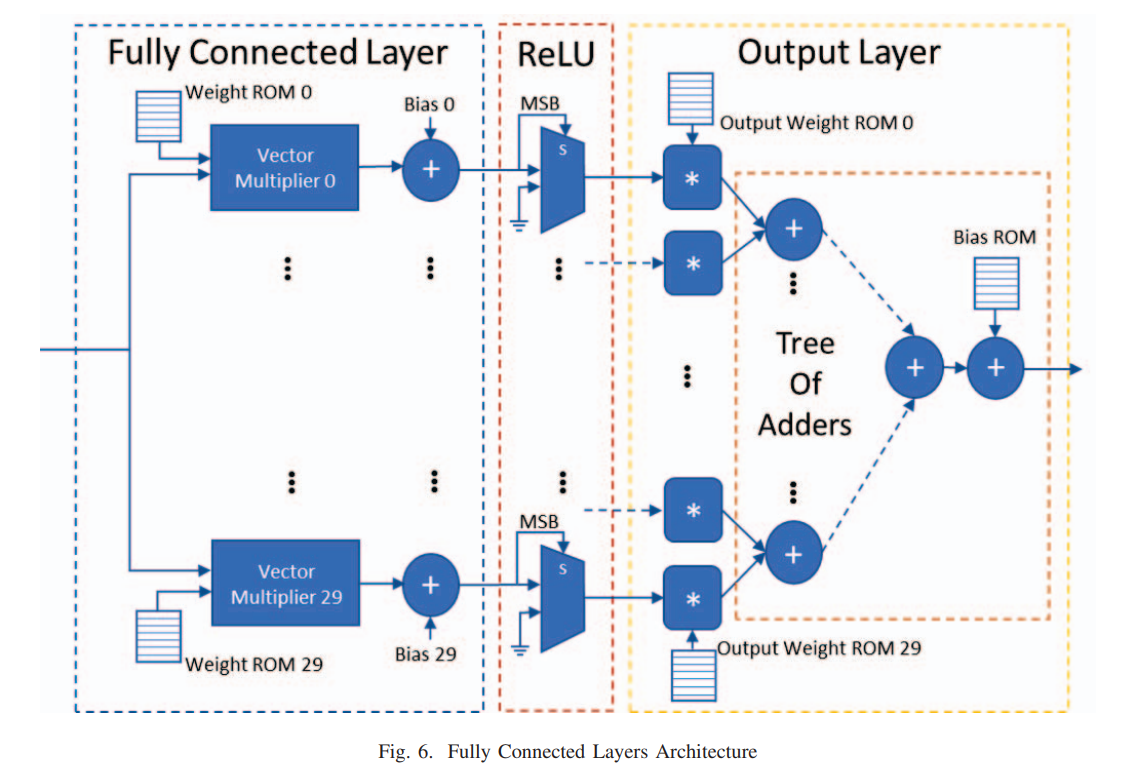 Fully Connected Layer
ReLU
Output Layer
Weight ROM 0
Bias 0
MSB
Output Weight ROM 0
Vector
Multiplier 0
+
S
*
+
*
Bias ROM
Tree
Of
Adders
+
+
*
MSB
+
Vector
Multiplier 29
+
S
*
Weight ROM 29
Bias 29
Output Weight ROM 29
Fig. 6. Fully Connected Layers Architecture